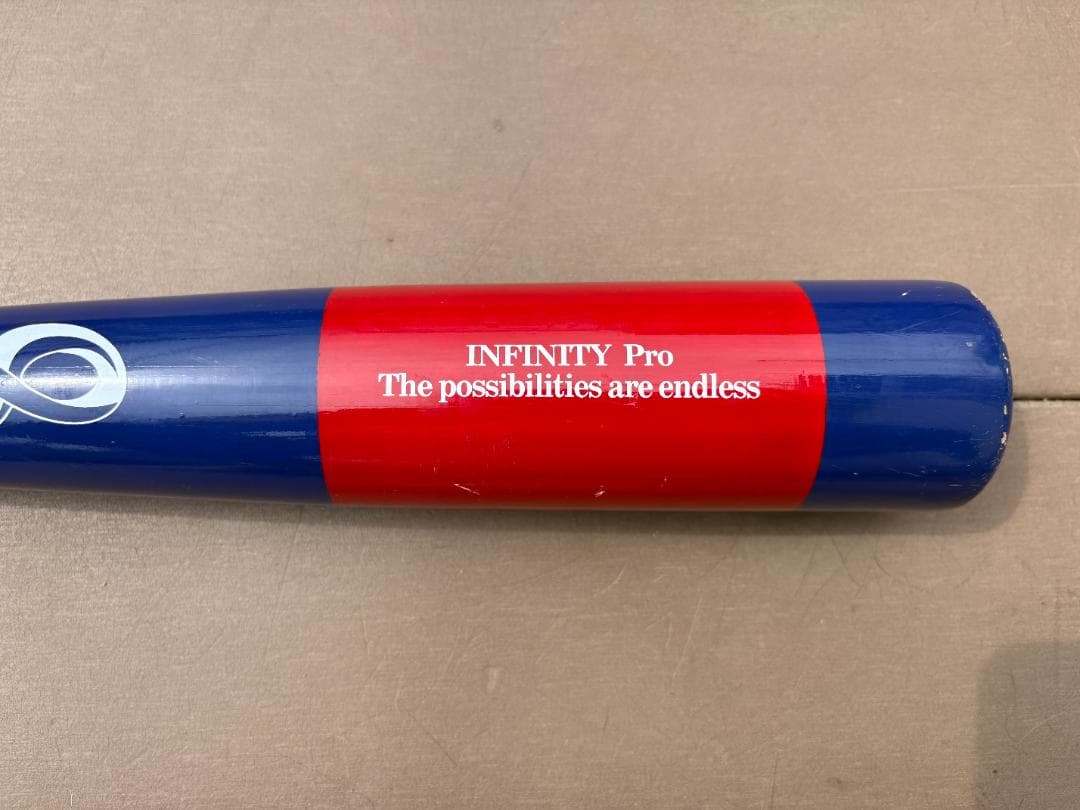 INFINITY Pro
The possibilities are endless